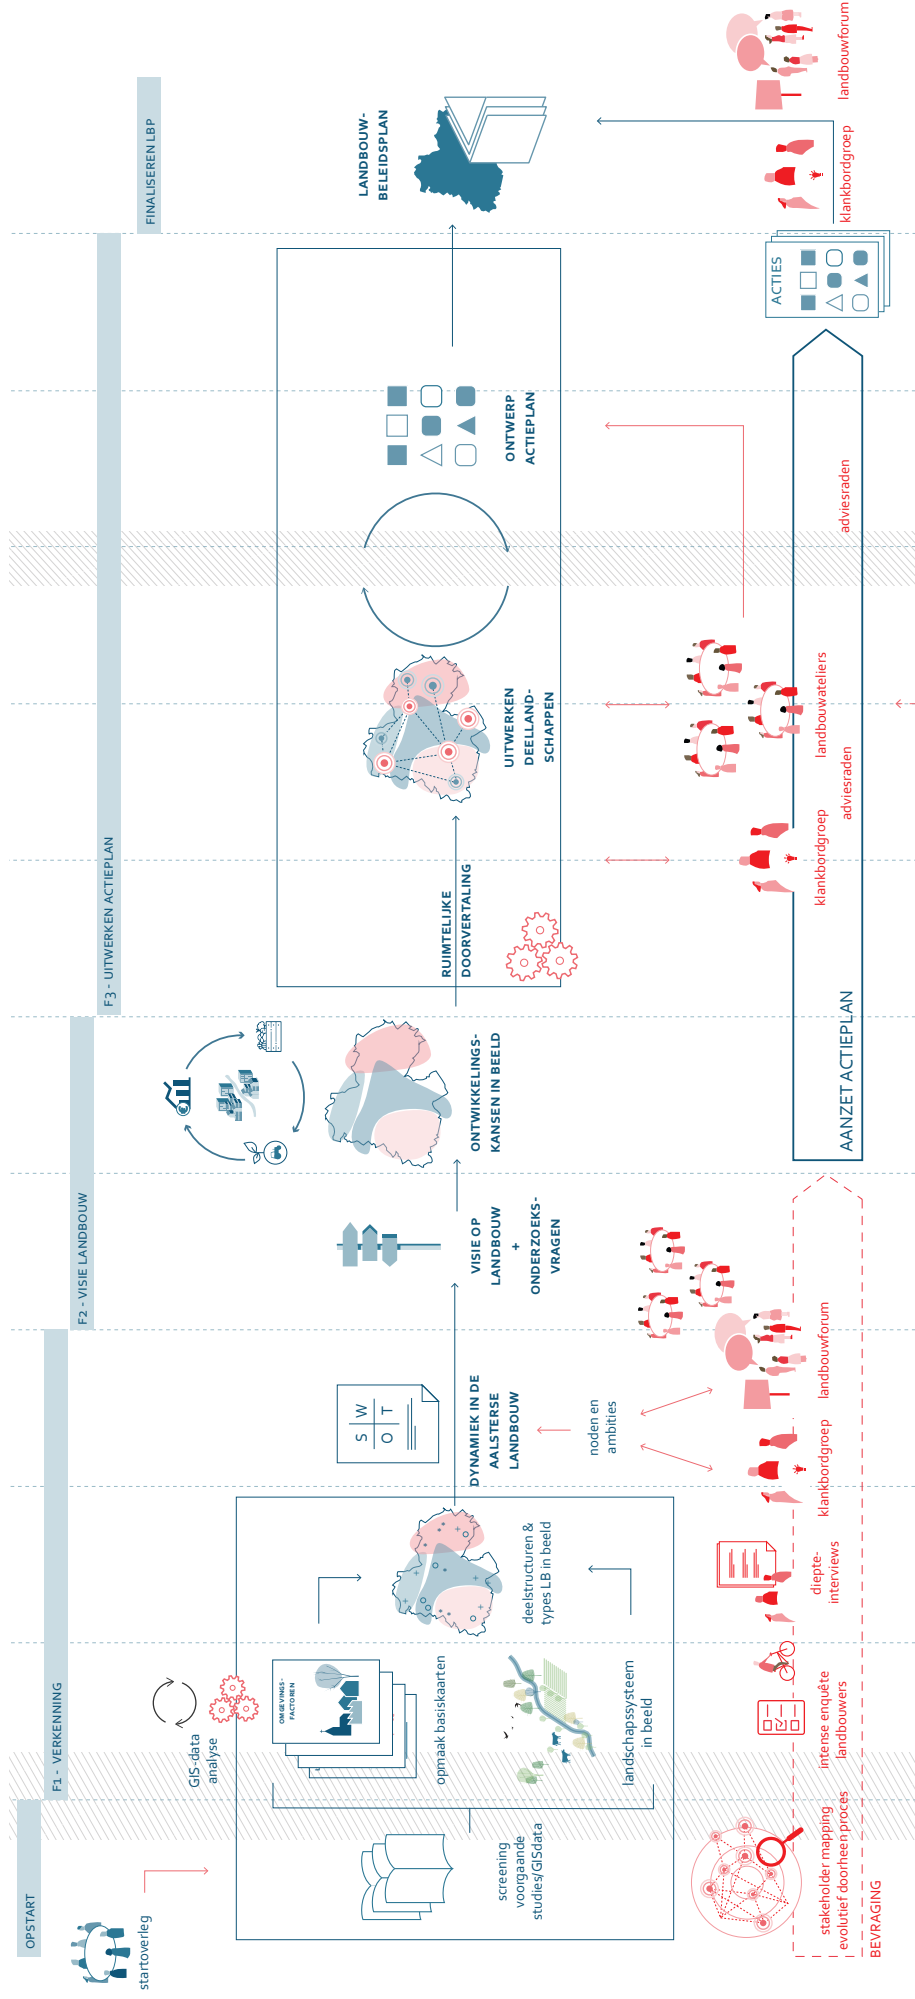 OPSTART
F1 - VERKENNING
F2 - VISIE LANDBOUW
F3 - UITWERKEN ACTIEPLAN
FINALISEREN LBP
startoverleg
GIS-data
analyse
screening
voorgaande
studies/GISdata
OMGEVINGS-
FACTOREN
opmaak basiskaarten
landschapssysteem
in beeld
deelstructuren &
types LB in beeld
S W
O T
DYNAMIEK IN DE
AALSTERSE
LANDBOUW
noden en
ambities
VISIE OP
LANDBOUW
+
ONDERZOEKS-
VRAGEN
ONTWIKKELINGS-
KANSEN IN BEELD
RUIMTELIJKE
DOORVERTALING
UITWERKEN
DEELLAND-
SCHAPPEN
ONTWERP
ACTIEPLAN
LANDBOUW-
BELEIDSPLAN
BEVRAGING
stakeholder mapping
evolutief doorheen proces
intense enquête
landbouwers
diepte-
interviews
klankbordgroep
landbouwforum
AANZET ACTIEPLAN
klankbordgroep
adviesraden
landbouwateliers
adviesraden
ACTIES
klankbordgroep
landbouwforum